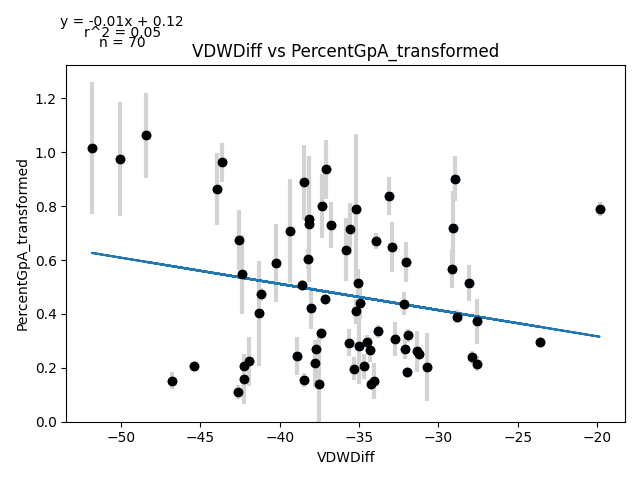 y = -0.01x + 0.12
r^2 = 0.05
n = 70
VDWDiff vs PercentGpA_transformed
PercentGpA_transformed
1.2
1.0
0.8
0.6
0.4
0.2
0.0
−50
−45
−40
−35
−30
−25
−20
VDWDiff